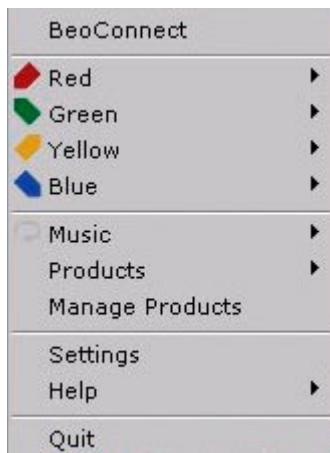 BeoConnect
Red
Green
Yellow
Blue
Music
Products
Manage Products
Settings
Help
Quit